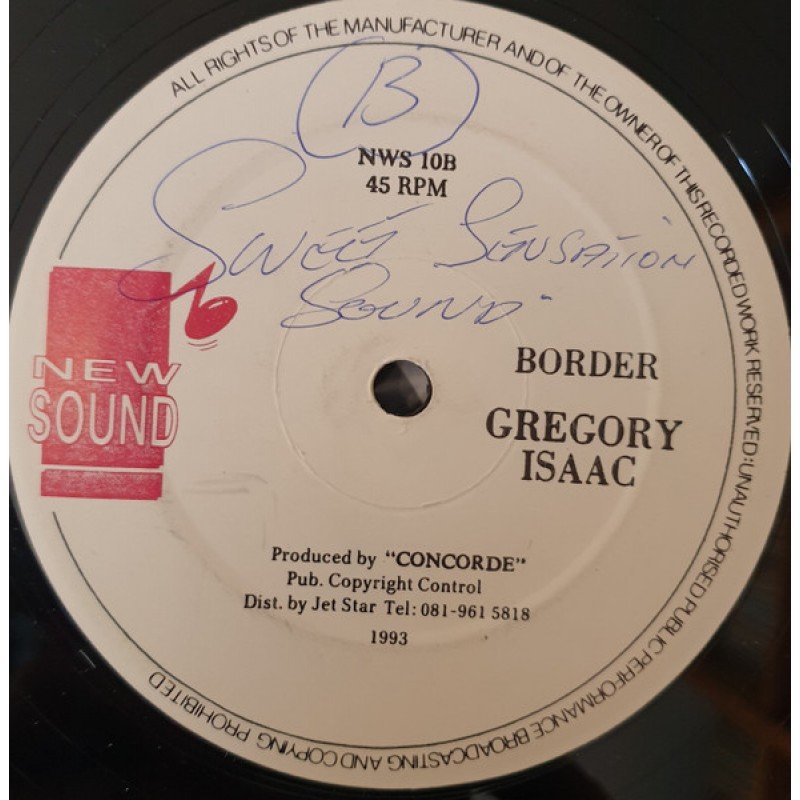 ALL RIGHTS OF THE MANUFACTURER AND OF THE OWNER OF THIS RECORDED WORK RESERVED: UNAUTHORISED PUBLIC PERFORMANCE BROADCASTING AND COPYING PROHIBITED
B
NWS 10B
45 RPM
SWEET SENSATION
SOUND
NEW
SOUND
BORDER
GREGORY
ISAAC
Produced by "CONCORDE"
Pub. Copyright Control
Dist. by Jet Star Tel: 081-961 5818
1993